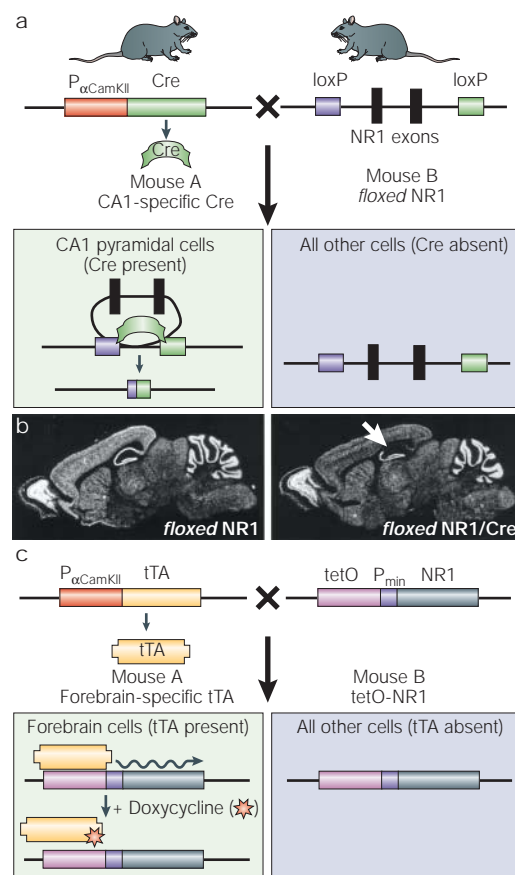 a
PαCamKII Cre
loxP loxP
NR1 exons
Cre
Mouse A
CA1-specific Cre
Mouse B
floxed NR1
CA1 pyramidal cells
(Cre present)
All other cells (Cre absent)
b
floxed NR1
floxed NR1/Cre
c
PαCamKII tTA
tetO Pmin NR1
tTA
Mouse A
Forebrain-specific tTA
Mouse B
tetO-NR1
Forebrain cells (tTA present)
All other cells (tTA absent)
+ Doxycycline ( )